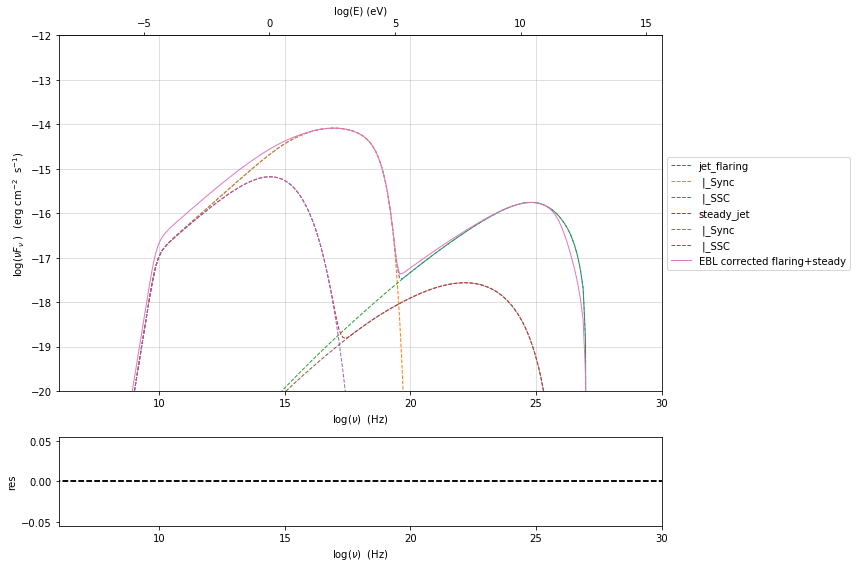 log(E) (eV)
−5 0 5 10 15
−12
−13
−14
−15
−16
−17
−18
−19
−20
log(νFν ) (erg cm−2 s−1)
10 15 20 25 30
log(ν) (Hz)
jet_flaring
|_Sync
|_SSC
steady_jet
|_Sync
|_SSC
EBL corrected flaring+steady
0.05
0.00
−0.05
res
10 15 20 25 30
log(ν) (Hz)